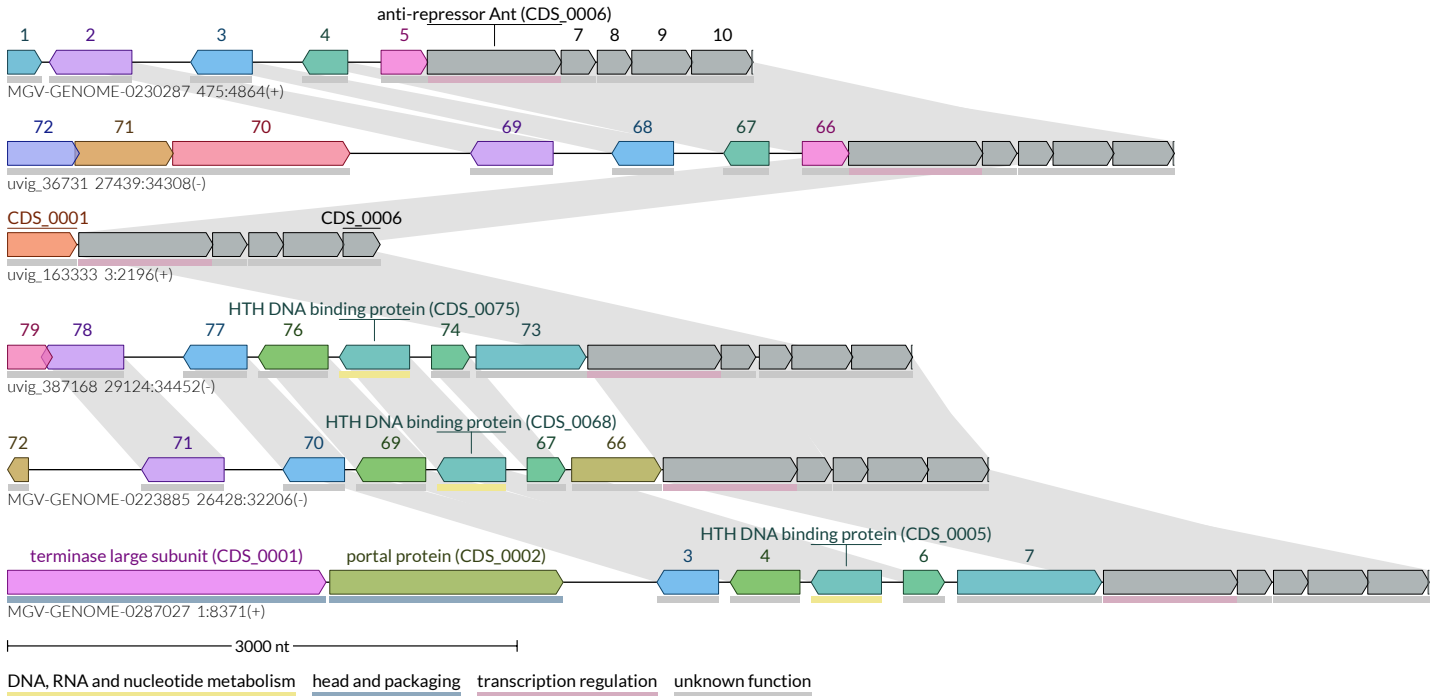 anti-repressor Ant (CDS_0006)
1 2 3 4 5 7 8 9 10
MGV-GENOME-0230287 475:4864(+)
72 71 70 69 68 67 66
uvig_36731 27439:34308(-)
CDS_0001 CDS_0006
uvig_163333 3:2196(+)
HTH DNA binding protein (CDS_0075)
79 78 77 76 74 73
uvig_387168 29124:34452(-)
HTH DNA binding protein (CDS_0068)
72 71 70 69 67 66
MGV-GENOME-0223885 26428:32206(-)
HTH DNA binding protein (CDS_0005)
terminase large subunit (CDS_0001) portal protein (CDS_0002) 3 4 6 7
MGV-GENOME-0287027 1:8371(+)
3000 nt
DNA, RNA and nucleotide metabolism head and packaging transcription regulation unknown function